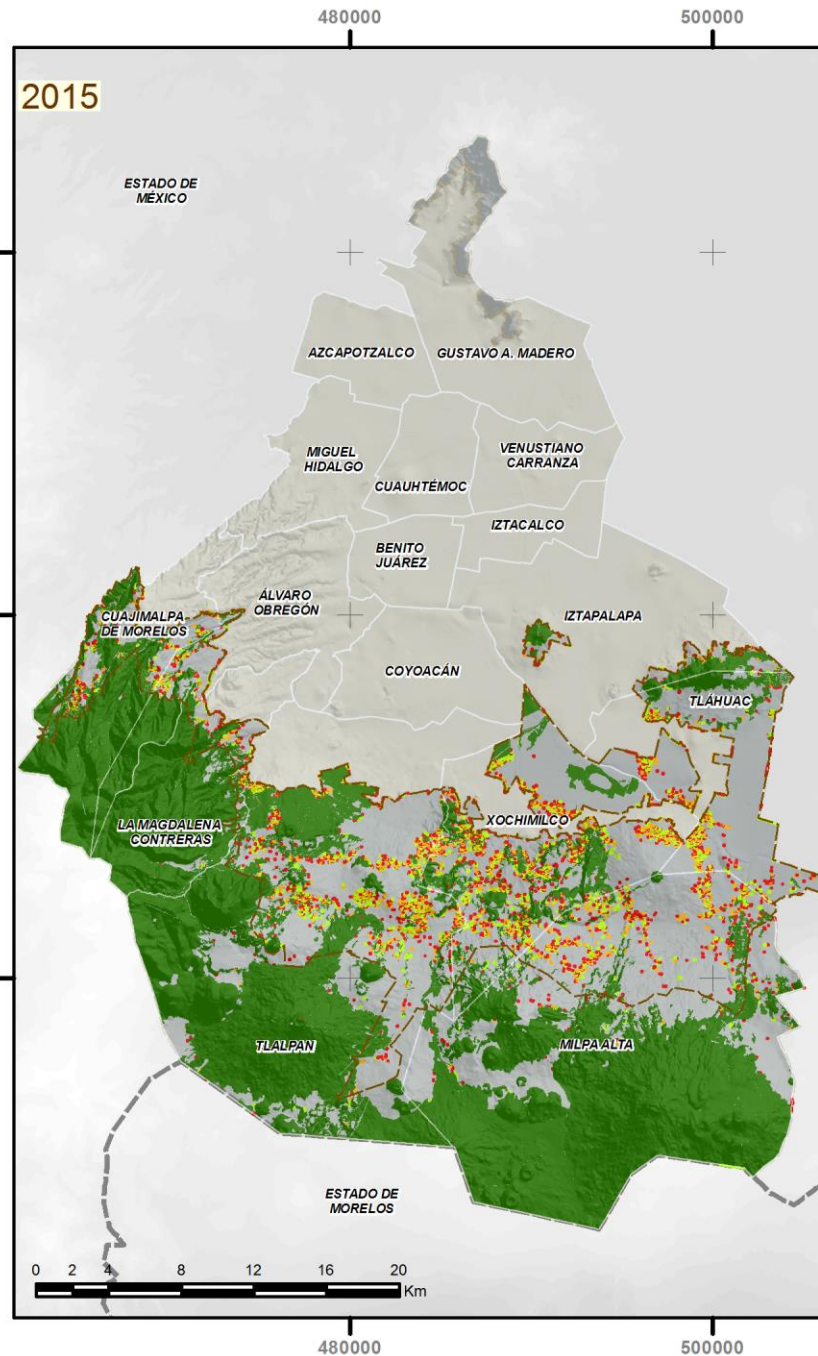 480000
500000
2015
ESTADO DE
MÉXICO
AZCAPOTZALCO
GUSTAVO A. MADERO
MIGUEL
HIDALGO
VENUSTIANO
CARRANZA
CUAUHTÉMOC
IZTACALCO
BENITO
JUÁREZ
ÁLVARO
OBREGÓN
CUAJIMALPA
DE MORELOS
IZTAPALAPA
COYOACÁN
TLÁHUAC
XOCHIMILCO
LA MAGDALENA
CONTRERAS
TLALPAN
MILPA ALTA
ESTADO DE
MORELOS
0 2 4 8 12 16 20
Km
480000
500000